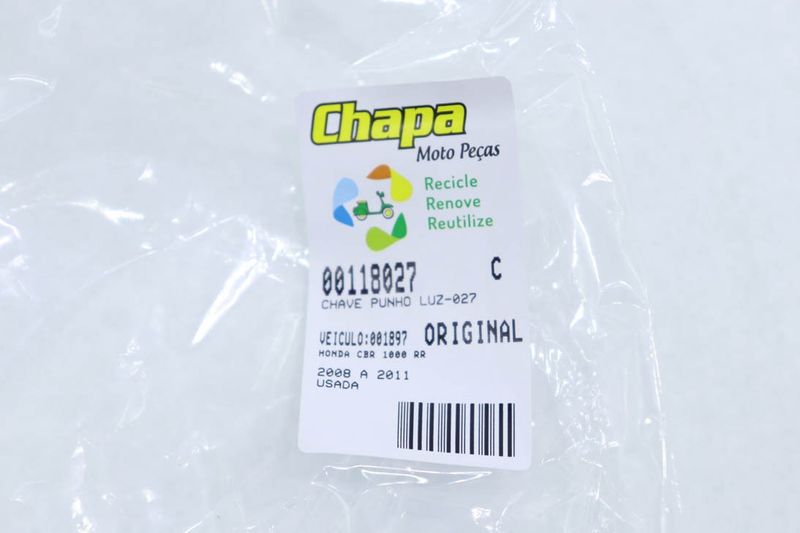 Chapa
Moto Peças
Recicle
Renove
Reutilize
00118027 C
CHAVE PUNHO LUZ-027
VEICULO:001897 ORIGINAL
HONDA CBR 1000 RR
2008 A 2011
USADA